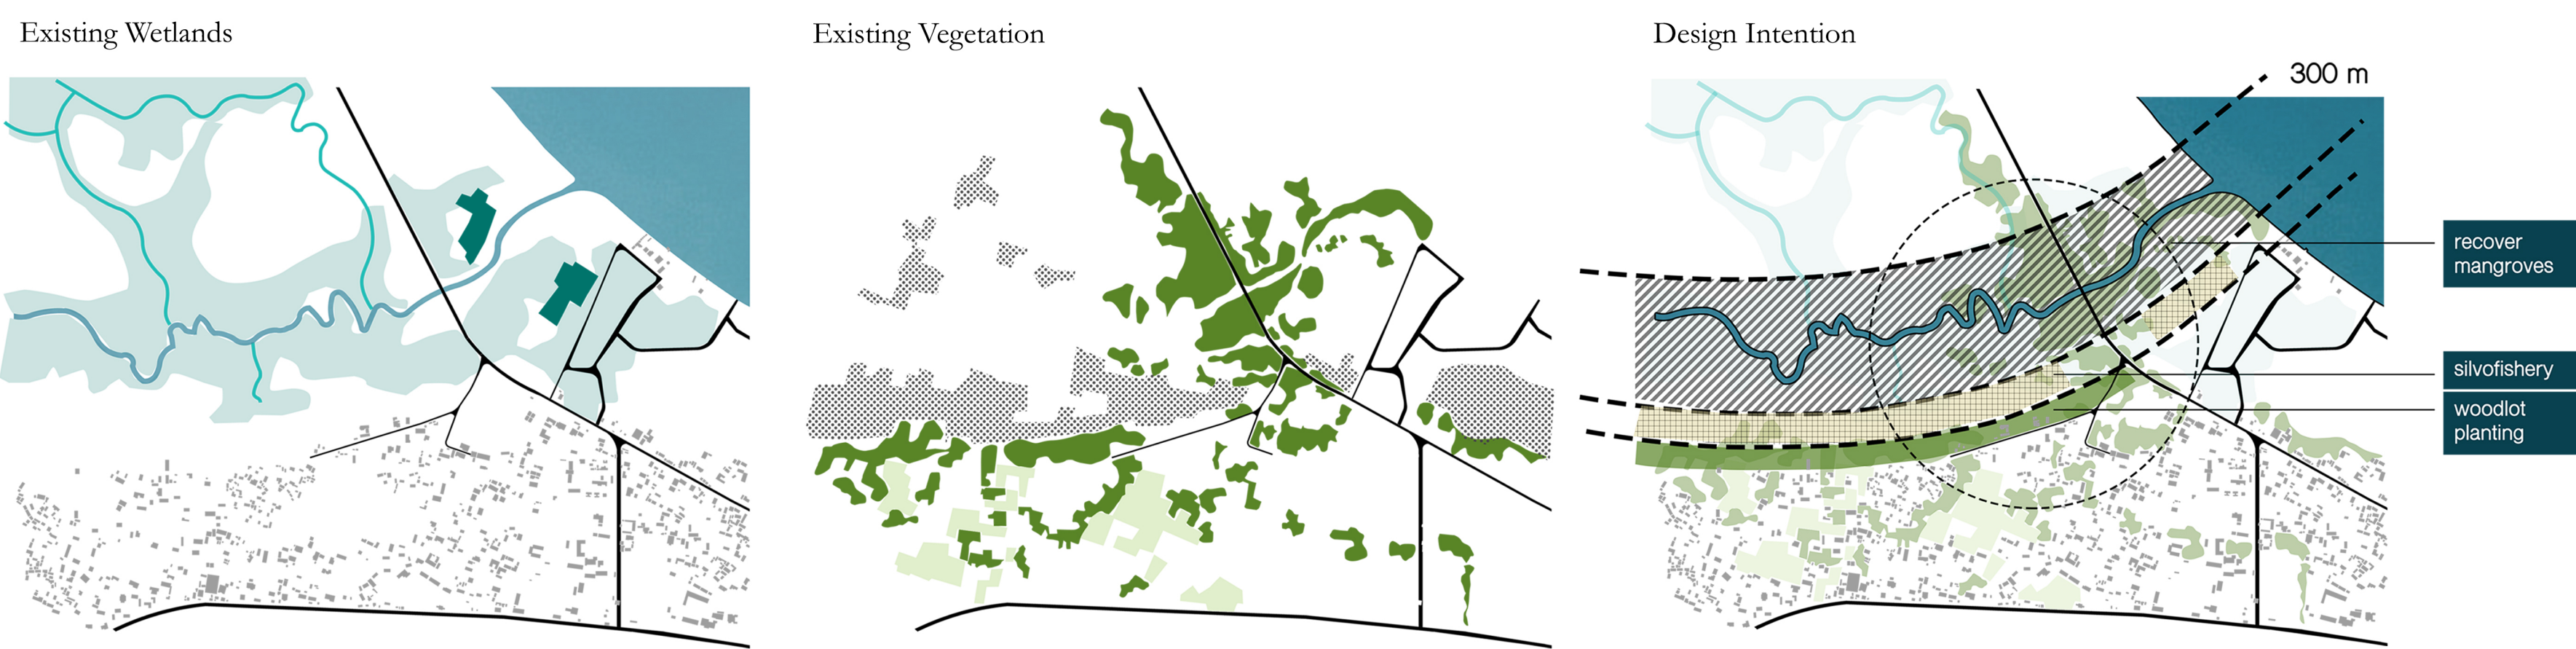 Existing Wetlands
Existing Vegetation
Design Intention
300 m
recover
mangroves
silvofishery
woodlot
planting